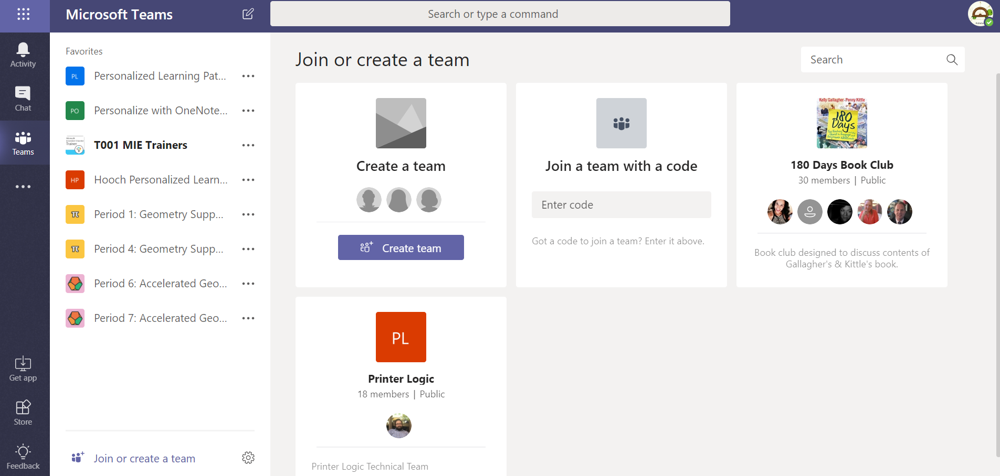 Microsoft Teams
Search or type a command
Activity
Chat
Teams
Get app
Store
Feedback
Favorites
PL
Personalized Learning Pat...
PO
Personalize with OneNote...
Trainer
T001 MIE Trainers
HP
Hooch Personalized Learn...
π
Period 1: Geometry Supp...
π
Period 4: Geometry Supp...
Period 6: Accelerated Geo...
Period 7: Accelerated Geo...
Join or create a team
Join or create a team
Search
Create a team
Create team
Join a team with a code
Enter code
Got a code to join a team? Enter it above.
Kelly Gallagher-Penny Kittle
180
Days
180 Days Book Club
30 members | Public
Book club designed to discuss contents of
Gallagher's & Kittle's book.
PL
Printer Logic
18 members | Public
Printer Logic Technical Team